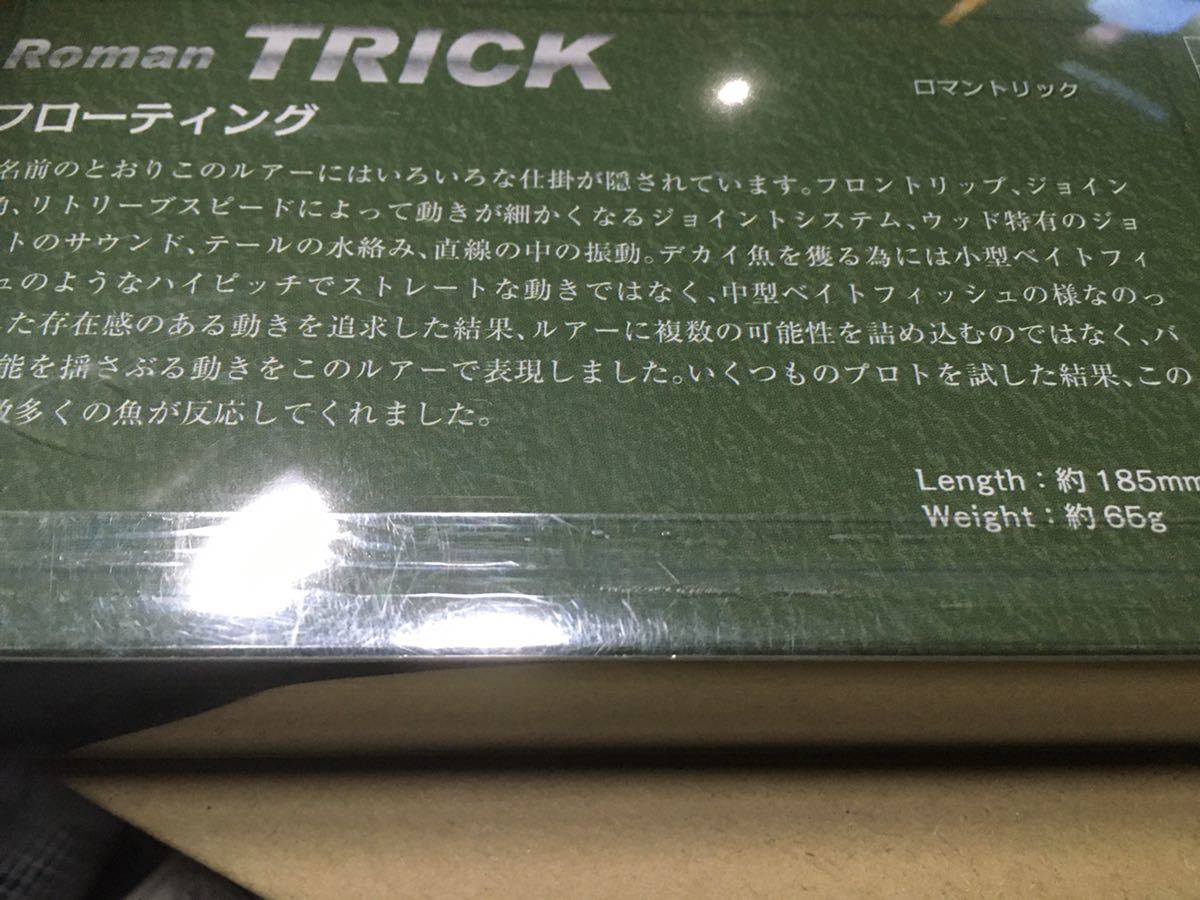 Roman TRICK
ロマントリック
フローティング
名前のとおりこのルアーにはいろいろな仕掛が隠されています。フロントリップ、ジョイン
、リトリーブスピードによって動きが細かくなるジョイントシステム、ウッド特有のジョ
トのサウンド、テールの水絡み、直線の中の振動。デカイ魚を獲る為には小型ベイトフィ
ュのようなハイピッチでストレートな動きではなく、中型ベイトフィッシュの様なのっ
た存在感のある動きを追求した結果、ルアーに複数の可能性を詰め込むのではなく、バ
能を揺さぶる動きをこのルアーで表現しました。いくつものプロトを試した結果、この
数多くの魚が反応してくれました。
Length：約185mm
Weight：約65g